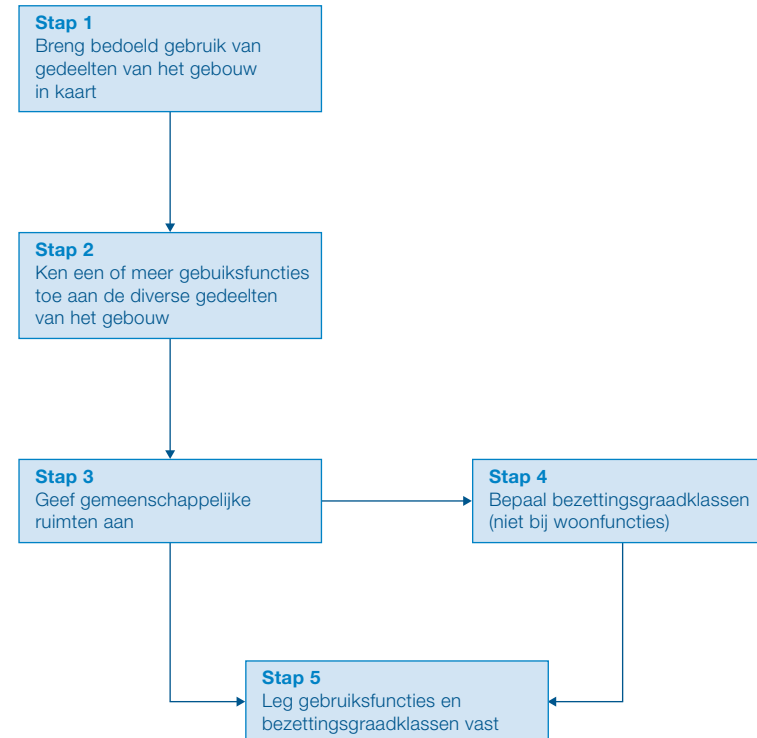 Stap 1
Breng bedoeld gebruik van
gedeelten van het gebouw
in kaart
Stap 2
Ken een of meer gebuiksfuncties
toe aan de diverse gedeelten
van het gebouw
Stap 3
Geef gemeenschappelijke
ruimten aan
Stap 4
Bepaal bezettingsgraadklassen
(niet bij woonfuncties)
Stap 5
Leg gebruiksfuncties en
bezettingsgraadklassen vast